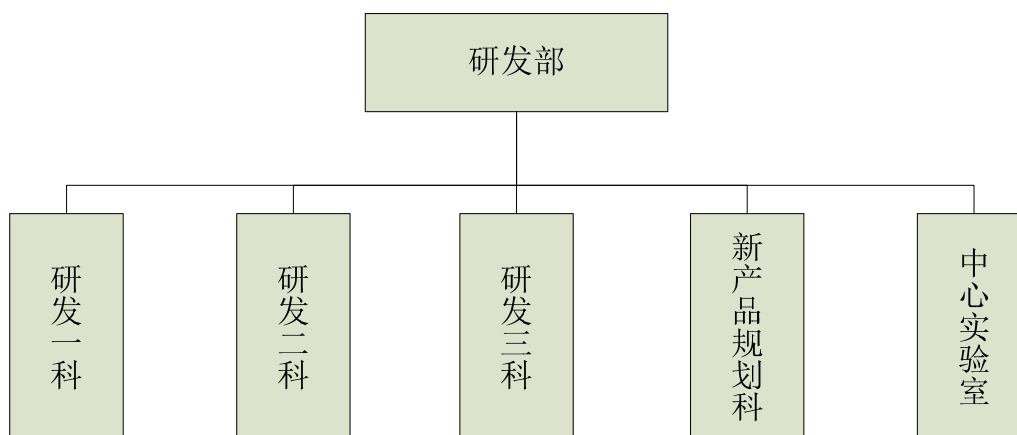 研发部
研发一科
研发二科
研发三科
新产品规划科
中心实验室